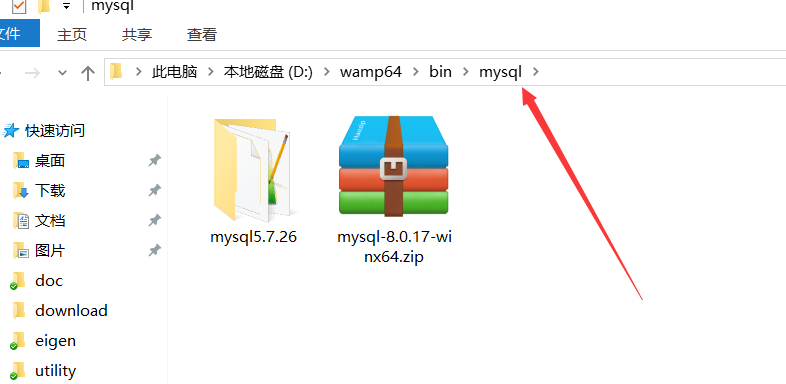 mysql
文件 主页 共享 查看
此电脑 本地磁盘 (D:) wamp64 bin mysql
快速访问
桌面
下载
文档
图片
doc
download
eigen
utility
mysql5.7.26
mysql-8.0.17-wi
nx64.zip